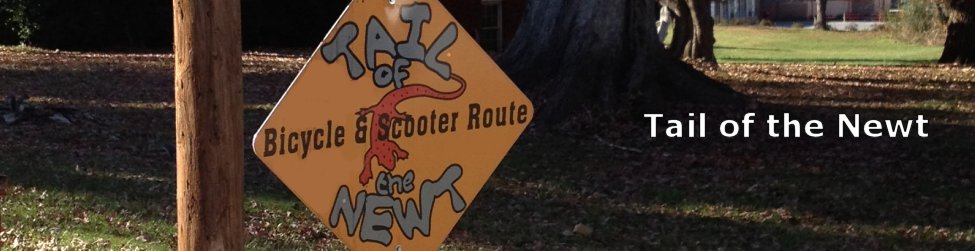 TAIL
OF
Bicycle & Scooter Route
the
NEWT
Tail of the Newt